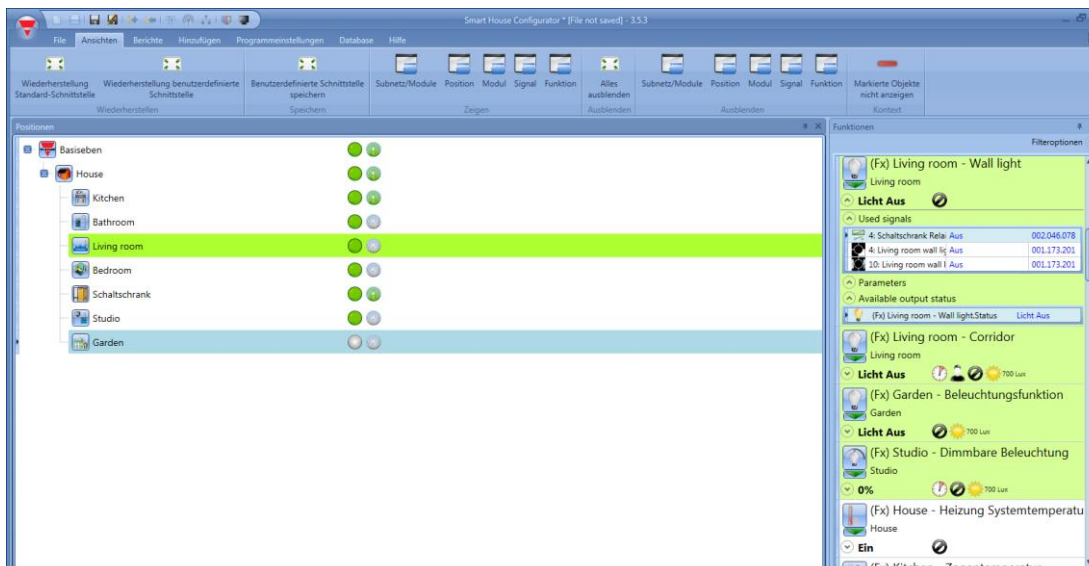 Smart House Configurator * [File not saved] - 3.5.3
File Ansichten Berichte Hinzufügen Programmeinstellungen Database Hilfe
Wiederherstellung Standard-Schnittstelle
Wiederherstellung benutzerdefinierte Schnittstelle
Benutzerdefinierte Schnittstelle speichern
Subnetz/Module Position Modul Signal Funktion
Alles ausblenden
Subnetz/Module Position Modul Signal Funktion
Markierte Objekte nicht anzeigen
Wiederherstellen Speichern Zeigen Ausblenden Ausblenden Kontext
Positionen
Basiseben
House
Kitchen
Bathroom
Living room
Bedroom
Schaltschrank
Studio
Garden
Funktionen
Filteroptionen
(Fx) Living room - Wall light
Living room
Licht Aus
Used signals
4: Schaltschrank Relai Aus 002.046.078
4: Living room wall lig Aus 001.173.201
10: Living room wall l Aus 001.173.201
Parameters
Available output status
(Fx) Living room - Wall light.Status Licht Aus
(Fx) Living room - Corridor
Living room
Licht Aus 700 Lux
(Fx) Garden - Beleuchtungsfunktion
Garden
Licht Aus 700 Lux
(Fx) Studio - Dimmbare Beleuchtung
Studio
0% 700 Lux
(Fx) House - Heizung Systemtemperatu
House
Ein
(Fx) Kitchen - Zonentemperatur